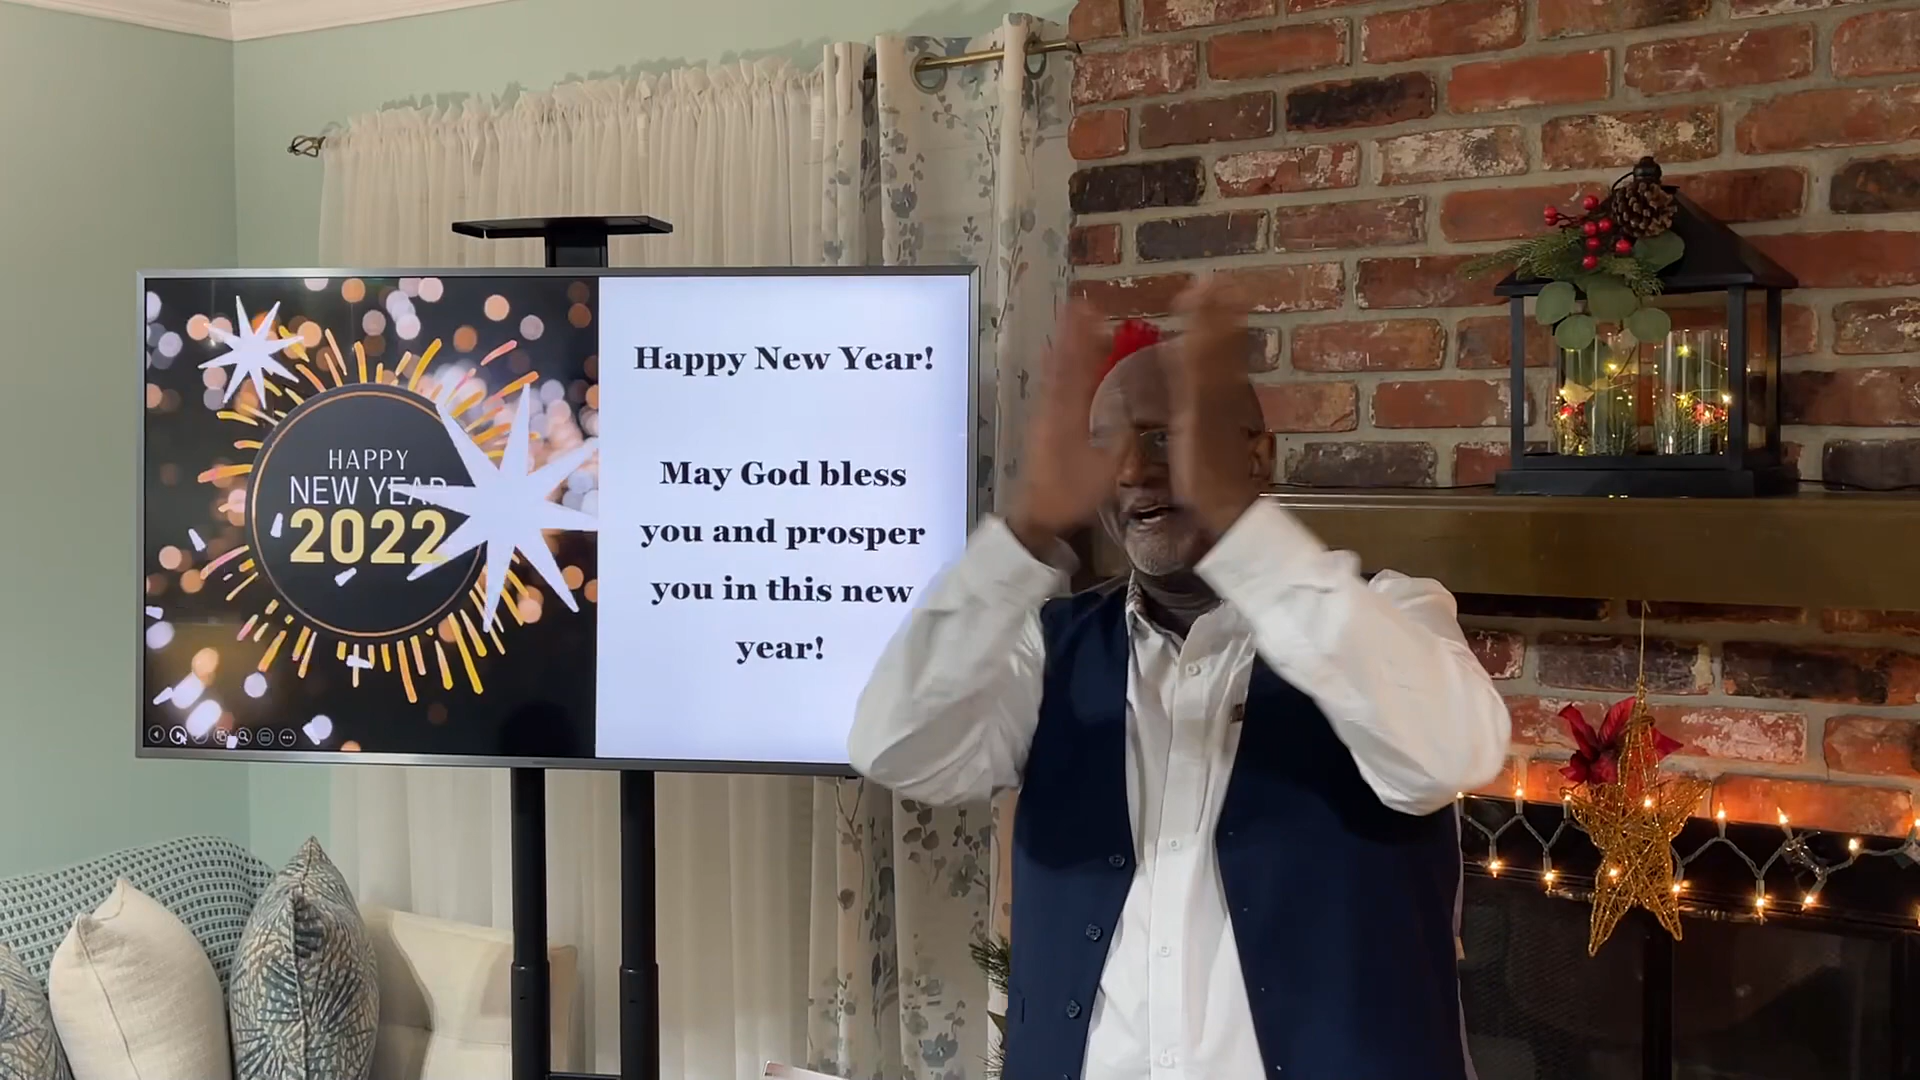 HAPPY
NEW YEAR
2022
Happy New Year!
May God bless
you and prosper
you in this new
year!